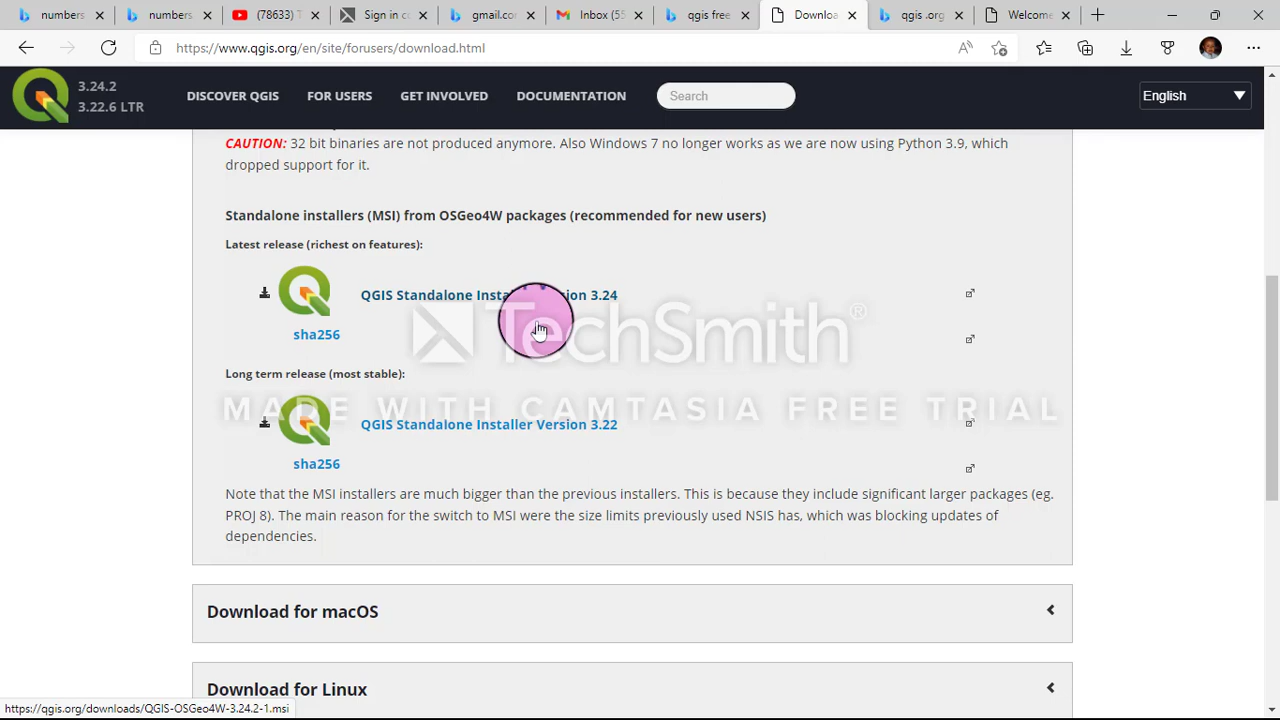 numbers
numbers
(78633) T
Sign in co
gmail.co
Inbox (55
qgis free
Downloa
qgis .org
Welcome
https://www.qgis.org/en/site/forusers/download.html
3.24.2
3.22.6 LTR
DISCOVER QGIS
FOR USERS
GET INVOLVED
DOCUMENTATION
Search
English
CAUTION: 32 bit binaries are not produced anymore. Also Windows 7 no longer works as we are now using Python 3.9, which
dropped support for it.
Standalone installers (MSI) from OSGeo4W packages (recommended for new users)
Latest release (richest on features):
QGIS Standalone Insta ion 3.24
sha256
TechSmith®
Long term release (most stable):
MADE WITH CAMTASIA FREE TRIAL
QGIS Standalone Installer Version 3.22
sha256
Note that the MSI installers are much bigger than the previous installers. This is because they include significant larger packages (eg.
PROJ 8). The main reason for the switch to MSI were the size limits previously used NSIS has, which was blocking updates of
dependencies.
Download for macOS
Download for Linux
https://qgis.org/downloads/QGIS-OSGeo4W-3.24.2-1.msi